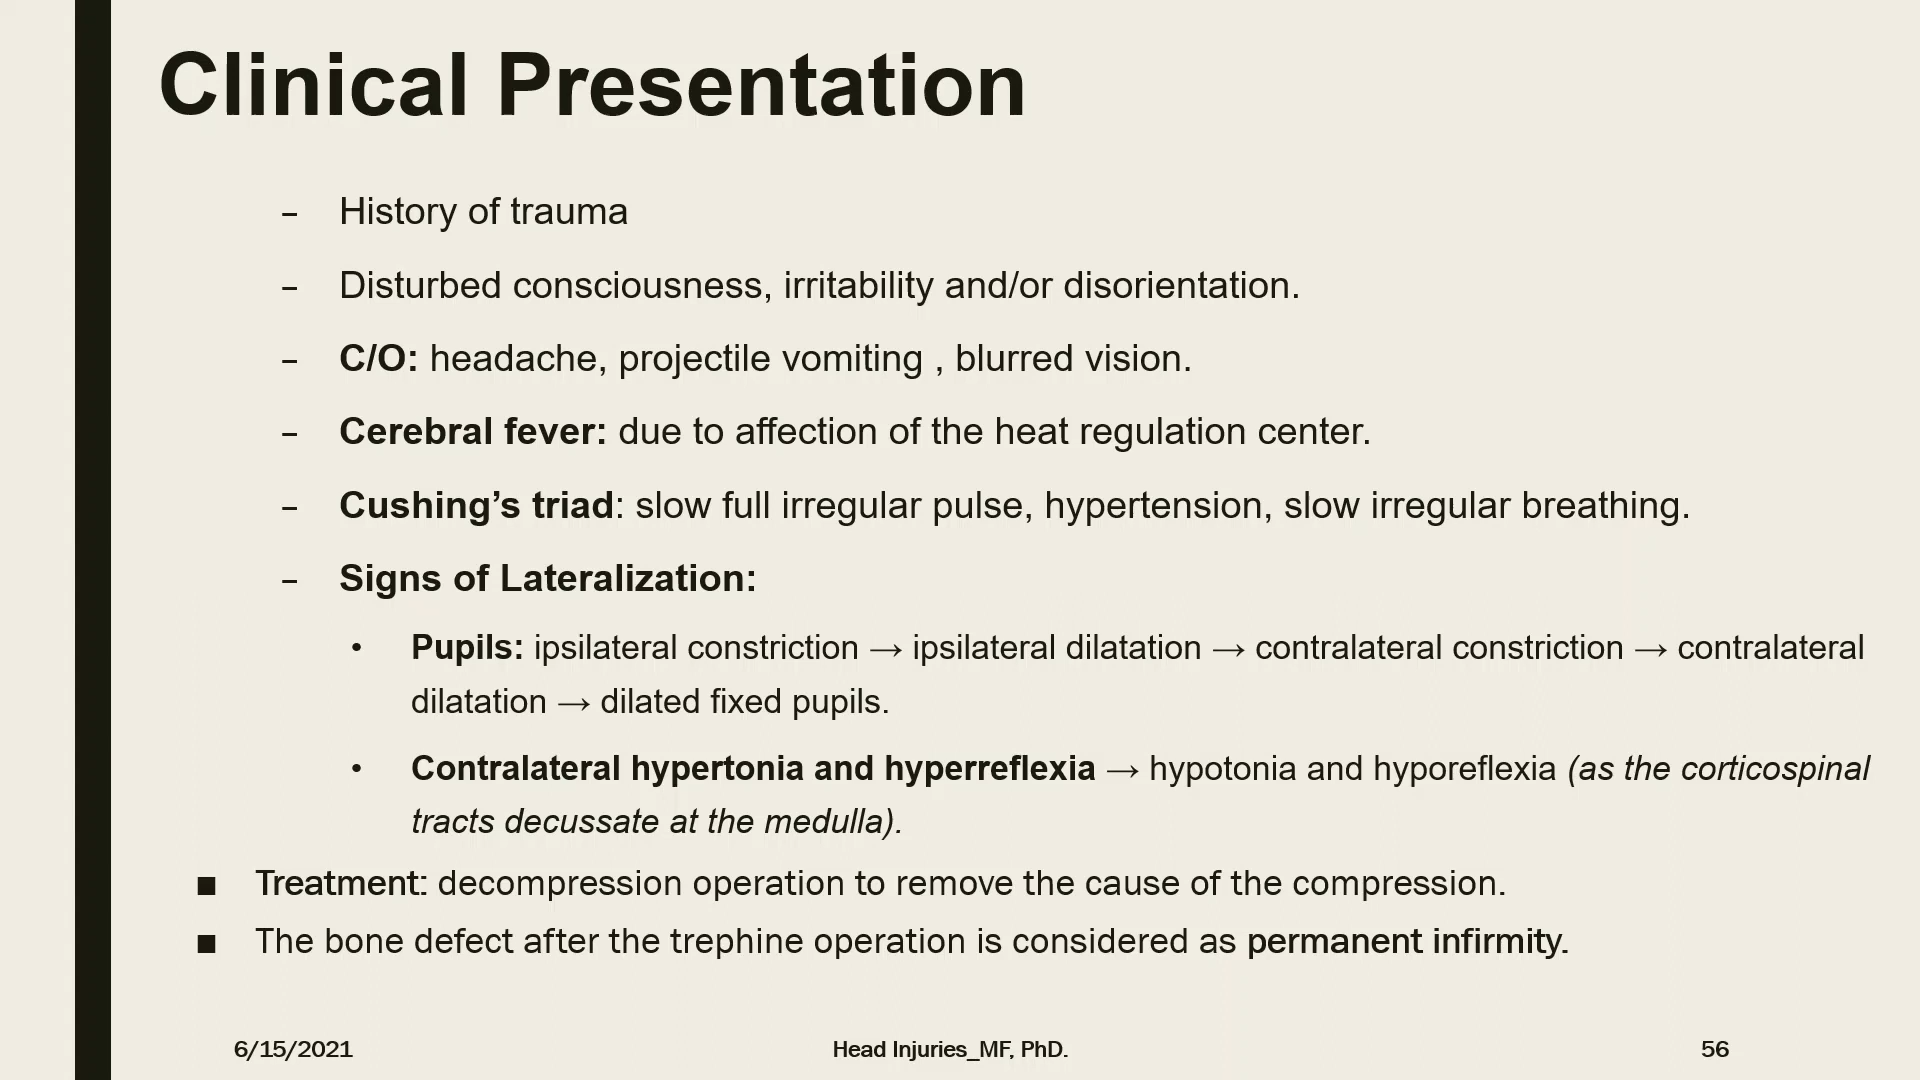 Clinical Presentation
– History of trauma
– Disturbed consciousness, irritability and/or disorientation.
– C/O: headache, projectile vomiting , blurred vision.
– Cerebral fever: due to affection of the heat regulation center.
– Cushing’s triad: slow full irregular pulse, hypertension, slow irregular breathing.
– Signs of Lateralization:
• Pupils: ipsilateral constriction → ipsilateral dilatation → contralateral constriction → contralateral
dilatation → dilated fixed pupils.
• Contralateral hypertonia and hyperreflexia → hypotonia and hyporeflexia (as the corticospinal
tracts decussate at the medulla).
■ Treatment: decompression operation to remove the cause of the compression.
■ The bone defect after the trephine operation is considered as permanent infirmity.
6/15/2021 Head Injuries_MF, PhD. 56